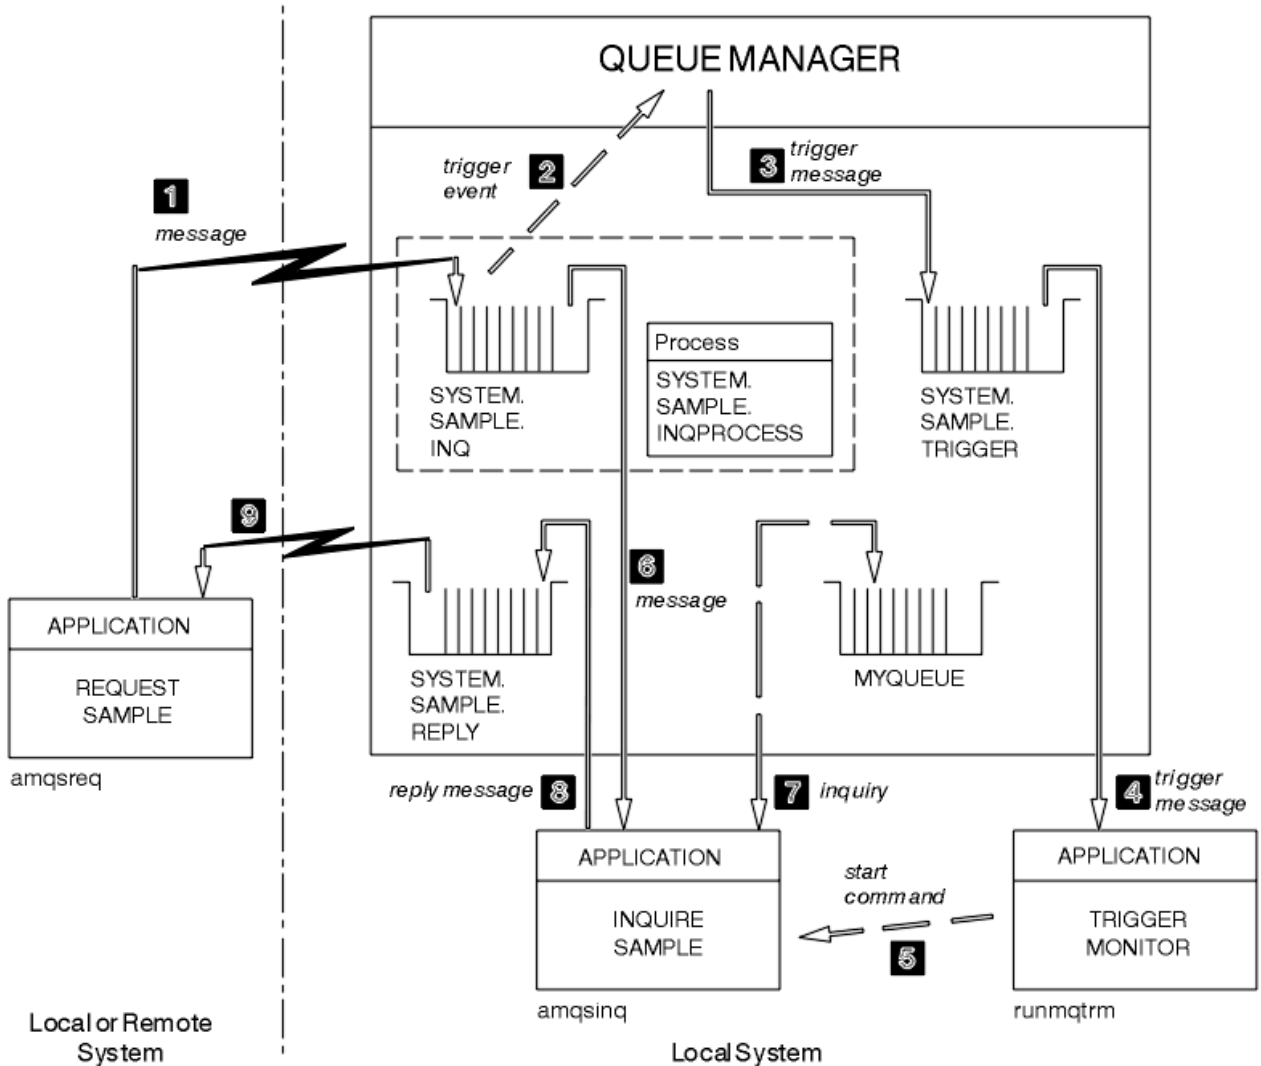 QUEUE MANAGER
1
message
trigger
event
2
3
trigger
message
SYSTEM.
SAMPLE.
INQ
Process
SYSTEM.
SAMPLE.
INQPROCESS
SYSTEM.
SAMPLE.
TRIGGER
9
6
message
APPLICATION
REQUEST
SAMPLE
amqsreq
SYSTEM.
SAMPLE.
REPLY
MYQUEUE
reply message 8
7 inquiry
4
trigger
message
APPLICATION
INQUIRE
SAMPLE
amqsinq
start
command
5
APPLICATION
TRIGGER
MONITOR
runmqtrm
Local or Remote
System
Local System